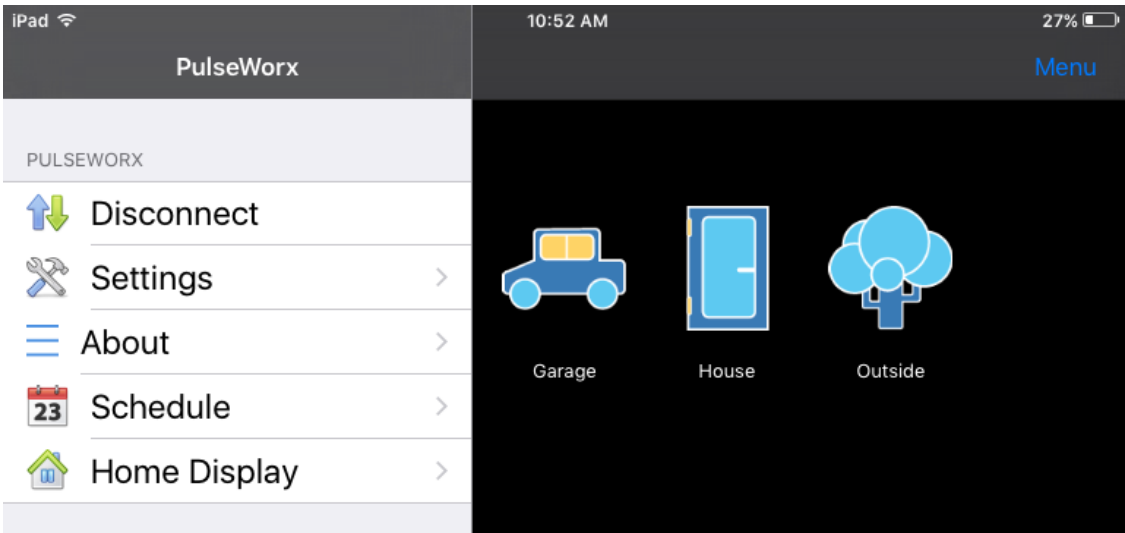 iPad 10:52 AM 27%
PulseWorx Menu
PULSEWORX
Disconnect
Settings
About
23 Schedule
Home Display
Garage House Outside